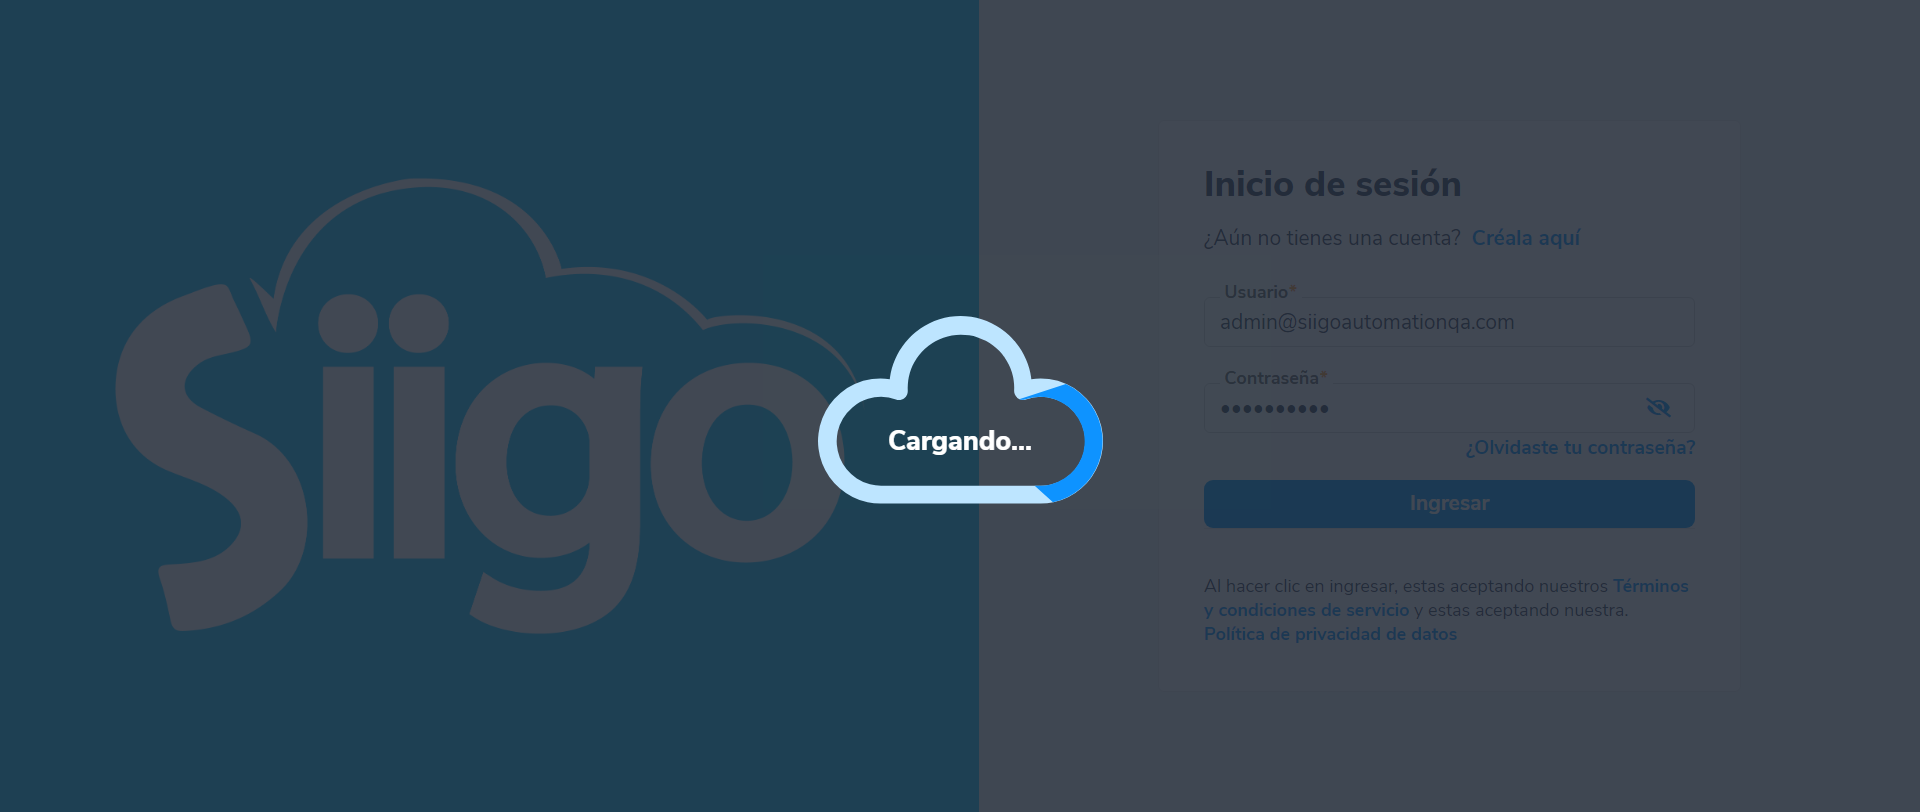 Siigo
Cargando...
Inicio de sesión
¿Aún no tienes una cuenta? Créala aquí
Usuario*
admin@siigoautomationqa.com
Contraseña*
••••••••••
¿Olvidaste tu contraseña?
Ingresar
Al hacer clic en ingresar, estas aceptando nuestros Términos
y condiciones de servicio y estas aceptando nuestra.
Política de privacidad de datos